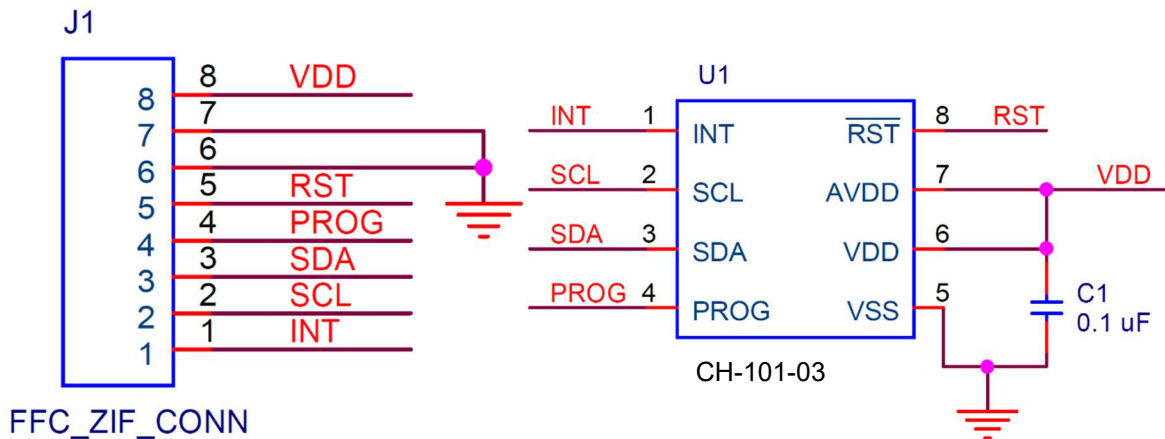 J1
8 8 VDD
7 7
6 6
5 5 RST
4 4 PROG
3 3 SDA
2 2 SCL
1 1 INT
FFC_ZIF_CONN
U1
INT 1 INT RST 8 RST
SCL 2 SCL AVDD 7 VDD
SDA 3 SDA VDD 6
PROG 4 PROG VSS 5
C1
0.1 uF
CH-101-03